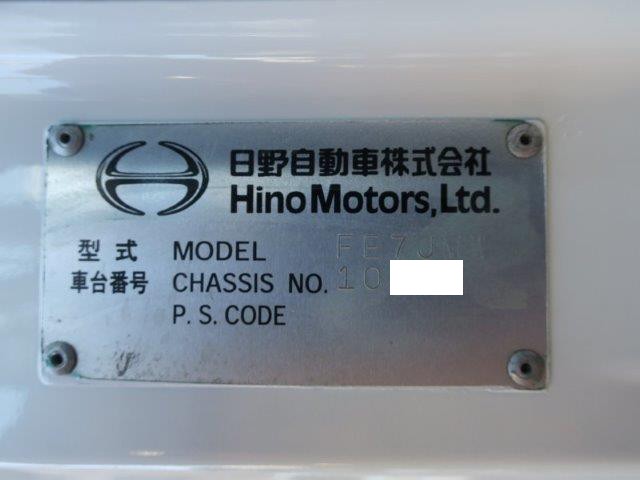 日野自動車株式会社
Hino Motors, Ltd.
型式 MODEL FE7J
車台番号 CHASSIS NO. 10
P. S. CODE